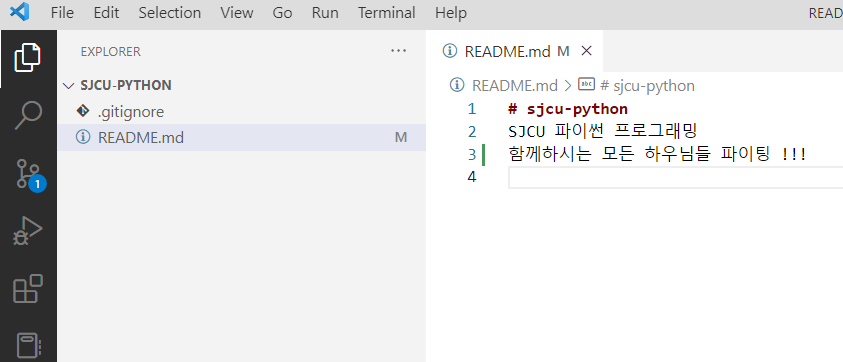 File Edit Selection View Go Run Terminal Help READ
EXPLORER ...
README.md M
SJCU-PYTHON
README.md > # sjcu-python
.gitignore
1 # sjcu-python
README.md M
2 SJCU 파이썬 프로그래밍
3 함께하시는 모든 하우님들 파이팅 !!!
4
1